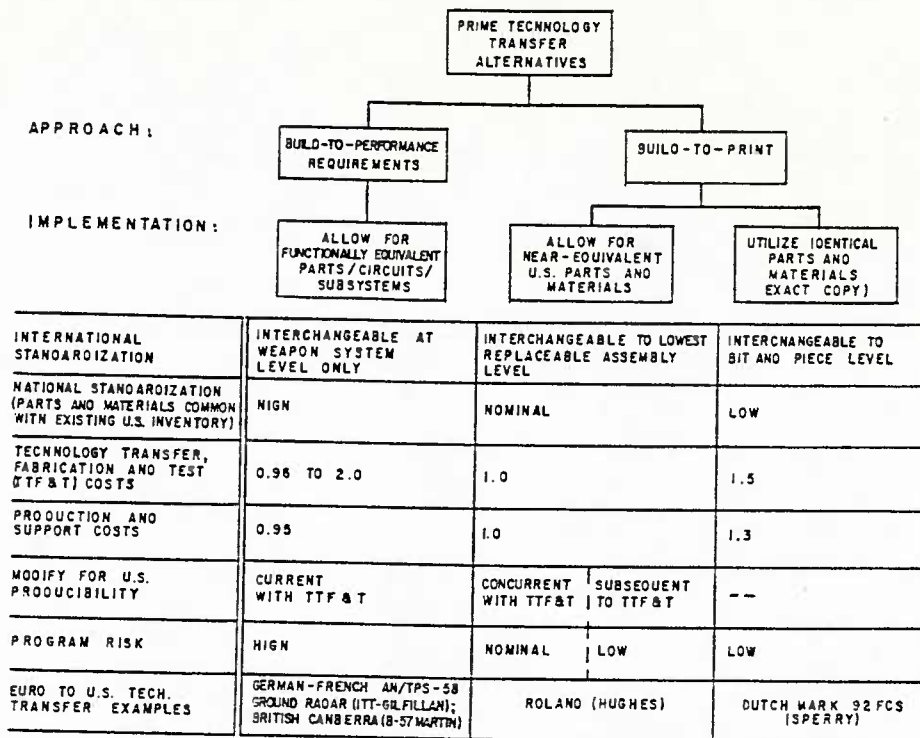 PRIME TECHNOLOGY
TRANSFER
ALTERNATIVES
APPROACH:
BUILD-TO-PERFORMANCE
REQUIREMENTS
BUILD-TO-PRINT
IMPLEMENTATION:
ALLOW FOR
FUNCTIONALLY EQUIVALENT
PARTS/CIRCUITS/
SUBSYSTEMS
ALLOW FOR
NEAR-EQUIVALENT
U.S. PARTS AND
MATERIALS
UTILIZE IDENTICAL
PARTS AND
MATERIALS
EXACT COPY)
INTERNATIONAL
STANDARDIZATION
INTERCHANGEABLE AT
WEAPON SYSTEM
LEVEL ONLY
INTERCHANGEABLE TO LOWEST
REPLACEABLE ASSEMBLY
LEVEL
INTERCHANGEABLE TO
BIT AND PIECE LEVEL
NATIONAL STANDARDIZATION
(PARTS AND MATERIALS COMMON
WITH EXISTING U.S. INVENTORY)
HIGH
NOMINAL
LOW
TECHNOLOGY TRANSFER,
FABRICATION AND TEST
(TTF&T) COSTS
0.96 TO 2.0
1.0
1.5
PRODUCTION AND
SUPPORT COSTS
0.95
1.0
1.3
MODIFY FOR U.S.
PRODUCIBILITY
CURRENT
WITH TTF&T
CONCURRENT
WITH TTF&T
SUBSEQUENT
TO TTF&T
--
PROGRAM RISK
HIGH
NOMINAL
LOW
LOW
EURO TO U.S. TECH.
TRANSFER EXAMPLES
GERMAN-FRENCH AN/TPS-58
GROUND RADAR (ITT-GILFILLAN);
BRITISH CANBERRA (B-57 MARTIN)
ROLAND (HUGHES)
DUTCH MARK 92 FCS
(SPERRY)